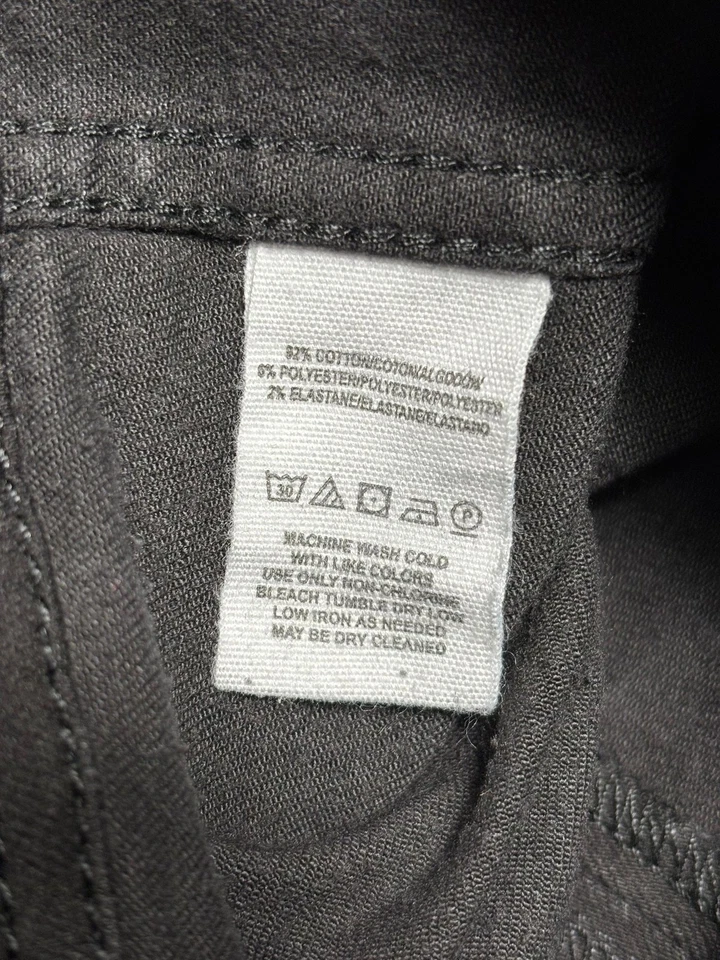 92% COTTON/COTON/ALGODÓN
6% POLYESTER/POLYESTER/POLYESTER
2% ELASTANE/ELASTANE/ELASTANO
30 P
MACHINE WASH COLD
WITH LIKE COLORS
USE ONLY NON-CHLORINE
BLEACH TUMBLE DRY LOW
LOW IRON AS NEEDED
MAY BE DRY CLEANED